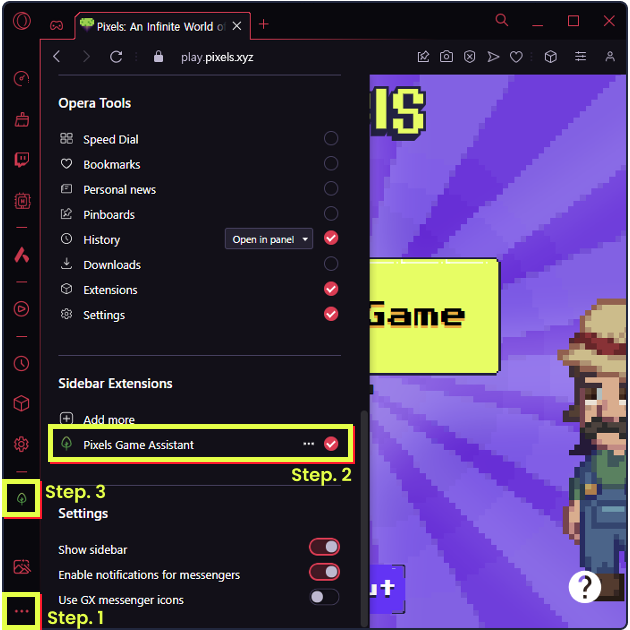 Pixels: An Infinite World of
play.pixels.xyz
Opera Tools
Speed Dial
Bookmarks
Personal news
Pinboards
History
Open in panel
Downloads
Extensions
Settings
Sidebar Extensions
Add more
Pixels Game Assistant
Step. 2
Step. 3
Settings
Show sidebar
Enable notifications for messengers
Use GX messenger icons
Step. 1
Game
?